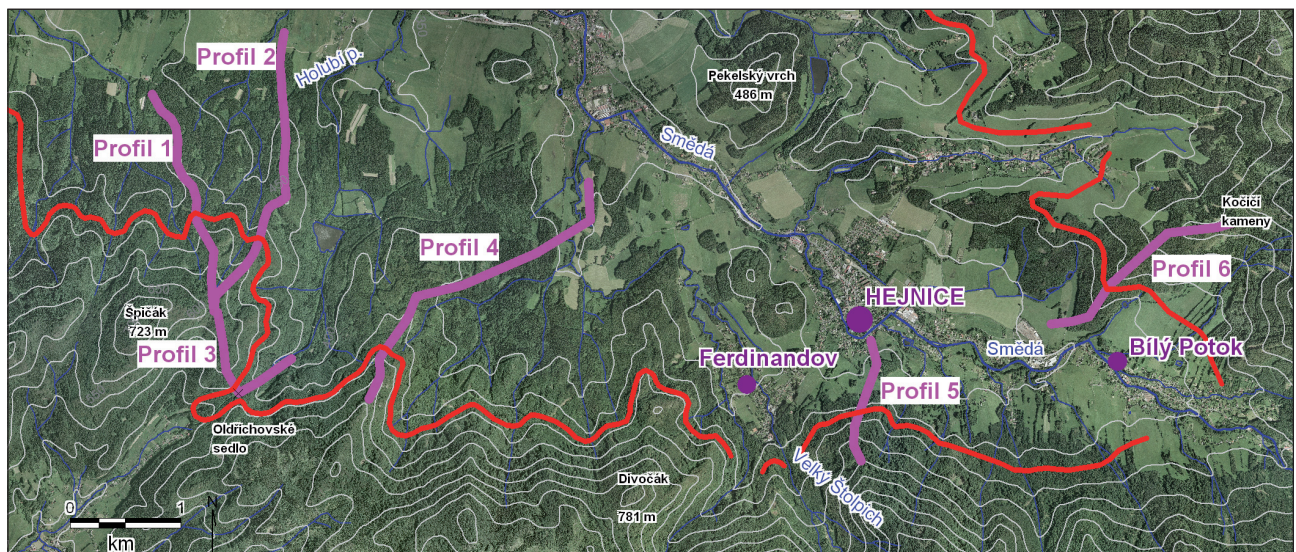 Profil 2
Holubí p.
Pekelský vrch
486 m
Profil 1
Smědá
Kočičí
kameny
Profil 4
Profil 6
Špičák
723 m
HEJNICE
Profil 3
Ferdinandov
Smědá
Bílý Potok
Profil 5
Oldřichovské
sedlo
Velký Štolpich
Divočák
781 m
0 1
km
N